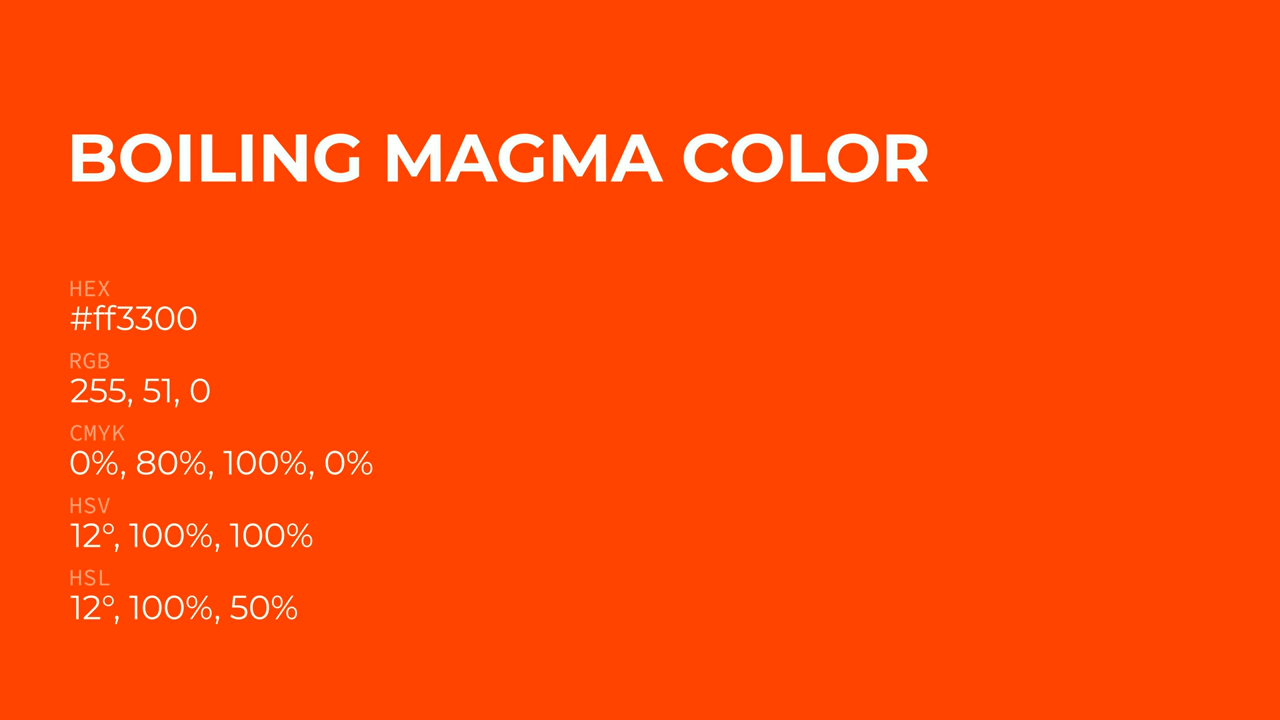 BOILING MAGMA COLOR
HEX
#ff3300
RGB
255, 51, 0
CMYK
0%, 80%, 100%, 0%
HSV
12°, 100%, 100%
HSL
12°, 100%, 50%